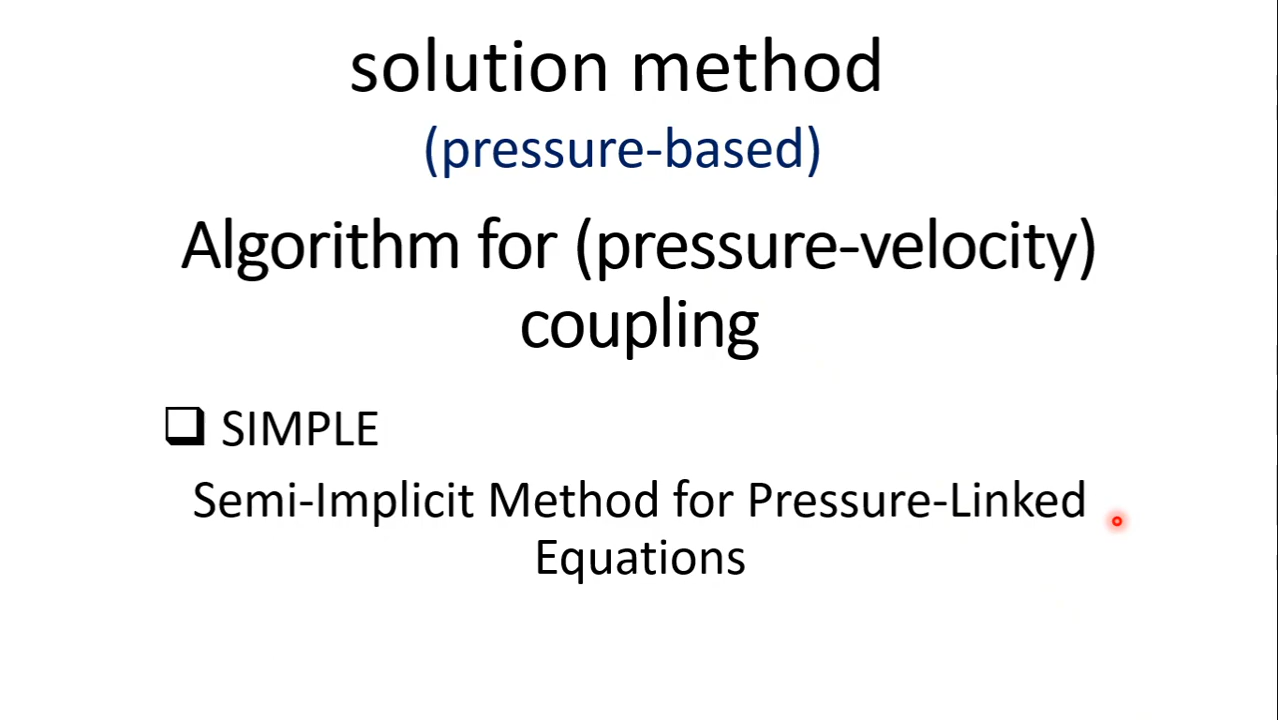 solution method
(pressure-based)
Algorithm for (pressure-velocity)
coupling
SIMPLE
Semi-Implicit Method for Pressure-Linked
Equations